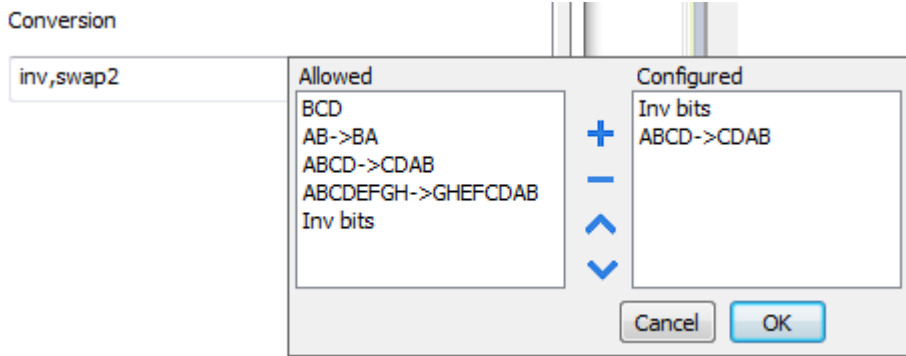 Conversion
inv,swap2
Allowed
BCD
AB->BA
ABCD->CDAB
ABCDEFGH->GHEFCDAB
Inv bits
Configured
Inv bits
ABCD->CDAB
Cancel
OK